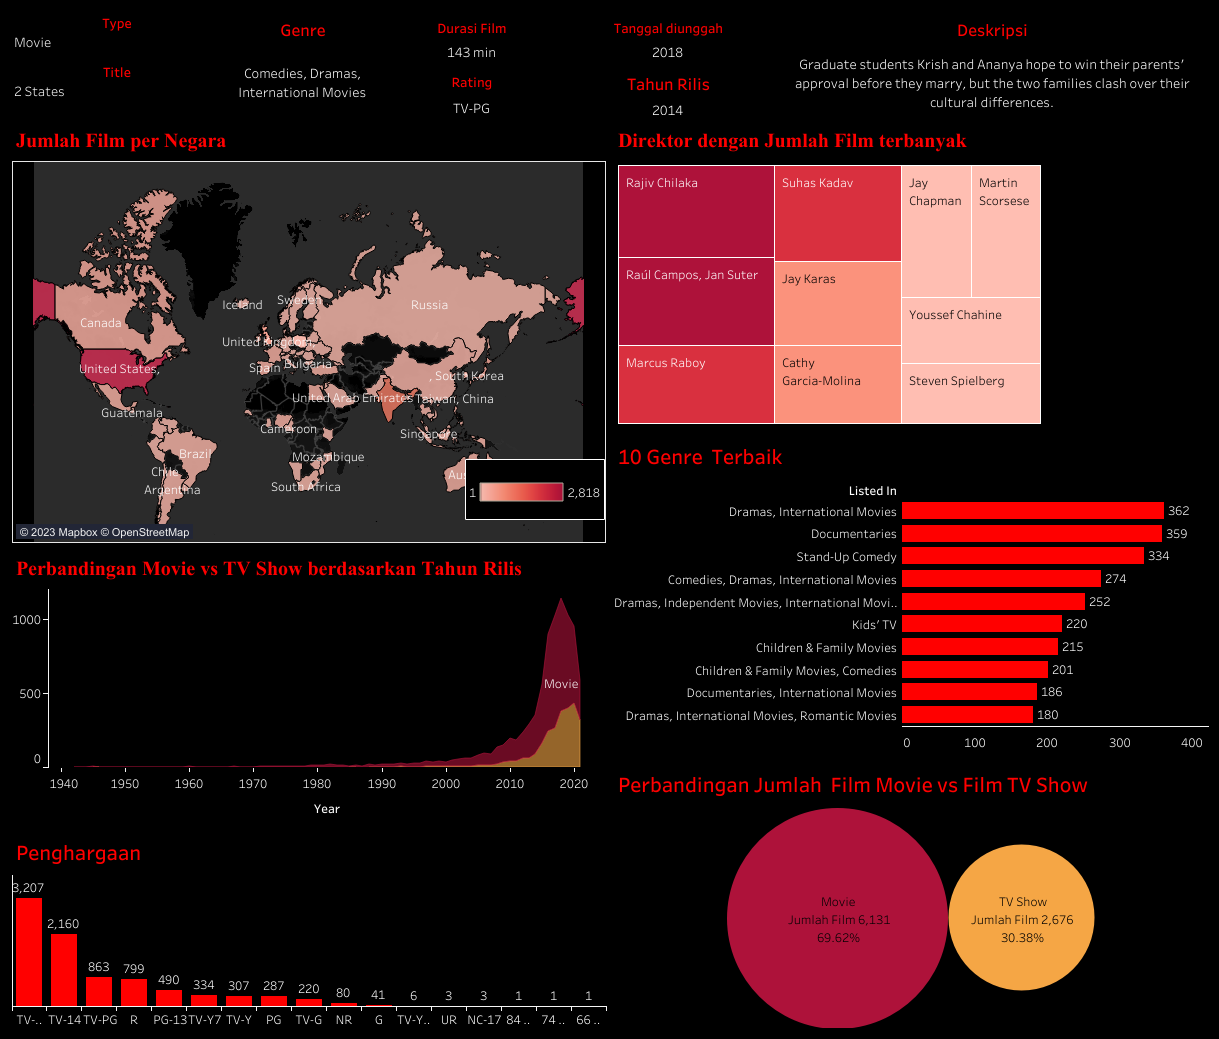 Type
Movie
Title
2 States
Genre
Comedies, Dramas,
International Movies
Durasi Film
143 min
Rating
TV-PG
Tanggal diunggah
2018
Tahun Rilis
2014
Deskripsi
Graduate students Krish and Ananya hope to win their parents’
approval before they marry, but the two families clash over their
cultural differences.
Jumlah Film per Negara
Iceland
Sweden
Russia
Canada
United Kingdom,
United States,
Spain
Bulgaria
, South Korea
United Arab Emirates
Taiwan, China
Guatemala
Cameroon
Singapore
Brazil
Mozambique
Chile
Argentina
South Africa
Aus
1
2,818
© 2023 Mapbox © OpenStreetMap
Direktor dengan Jumlah Film terbanyak
Rajiv Chilaka
Suhas Kadav
Jay
Chapman
Martin
Scorsese
Raúl Campos, Jan Suter
Jay Karas
Youssef Chahine
Marcus Raboy
Cathy
Garcia-Molina
Steven Spielberg
10 Genre  Terbaik
Listed In
Dramas, International Movies 362
Documentaries 359
Stand-Up Comedy 334
Comedies, Dramas, International Movies 274
Dramas, Independent Movies, International Movi.. 252
Kids’ TV 220
Children & Family Movies 215
Children & Family Movies, Comedies 201
Documentaries, International Movies 186
Dramas, International Movies, Romantic Movies 180
0 100 200 300 400
Perbandingan Movie vs TV Show berdasarkan Tahun Rilis
1000
500
0
Movie
1940 1950 1960 1970 1980 1990 2000 2010 2020
Year
Perbandingan Jumlah  Film Movie vs Film TV Show
Movie
Jumlah Film 6,131
69.62%
TV Show
Jumlah Film 2,676
30.38%
Penghargaan
3,207 2,160 863 799 490 334 307 287 220 80 41 6 3 3 1 1 1
TV-.. TV-14 TV-PG R PG-13 TV-Y7 TV-Y PG TV-G NR G TV-Y.. UR NC-17 84 .. 74 .. 66 ..